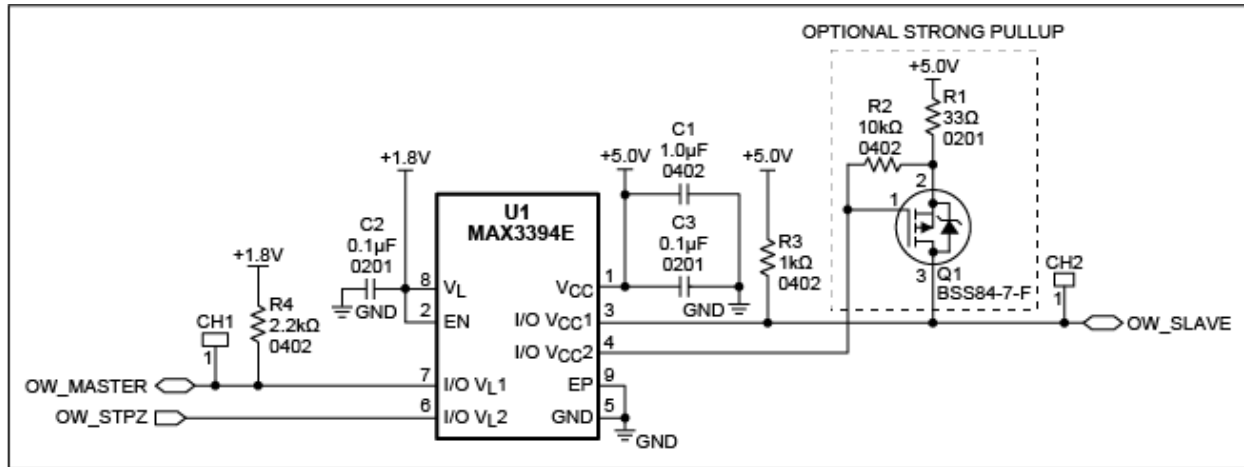 OPTIONAL STRONG PULLUP
+5.0V
R1
33Ω
0201
R2
10kΩ
0402
2
1
3
Q1
BSS84-7-F
C1
1.0µF
0402
+5.0V
+5.0V
+1.8V
U1
MAX3394E
C2
0.1µF
0201
GND
C3
0.1µF
0201
GND
R3
1kΩ
0402
CH2
1
+1.8V
R4
2.2kΩ
0402
CH1
1
8
VL
2
EN
7
I/O VL1
6
I/O VL2
VCC
1
I/O VCC1
3
I/O VCC2
4
EP
9
GND
5
GND
OW_SLAVE
OW_MASTER
OW_STPZ